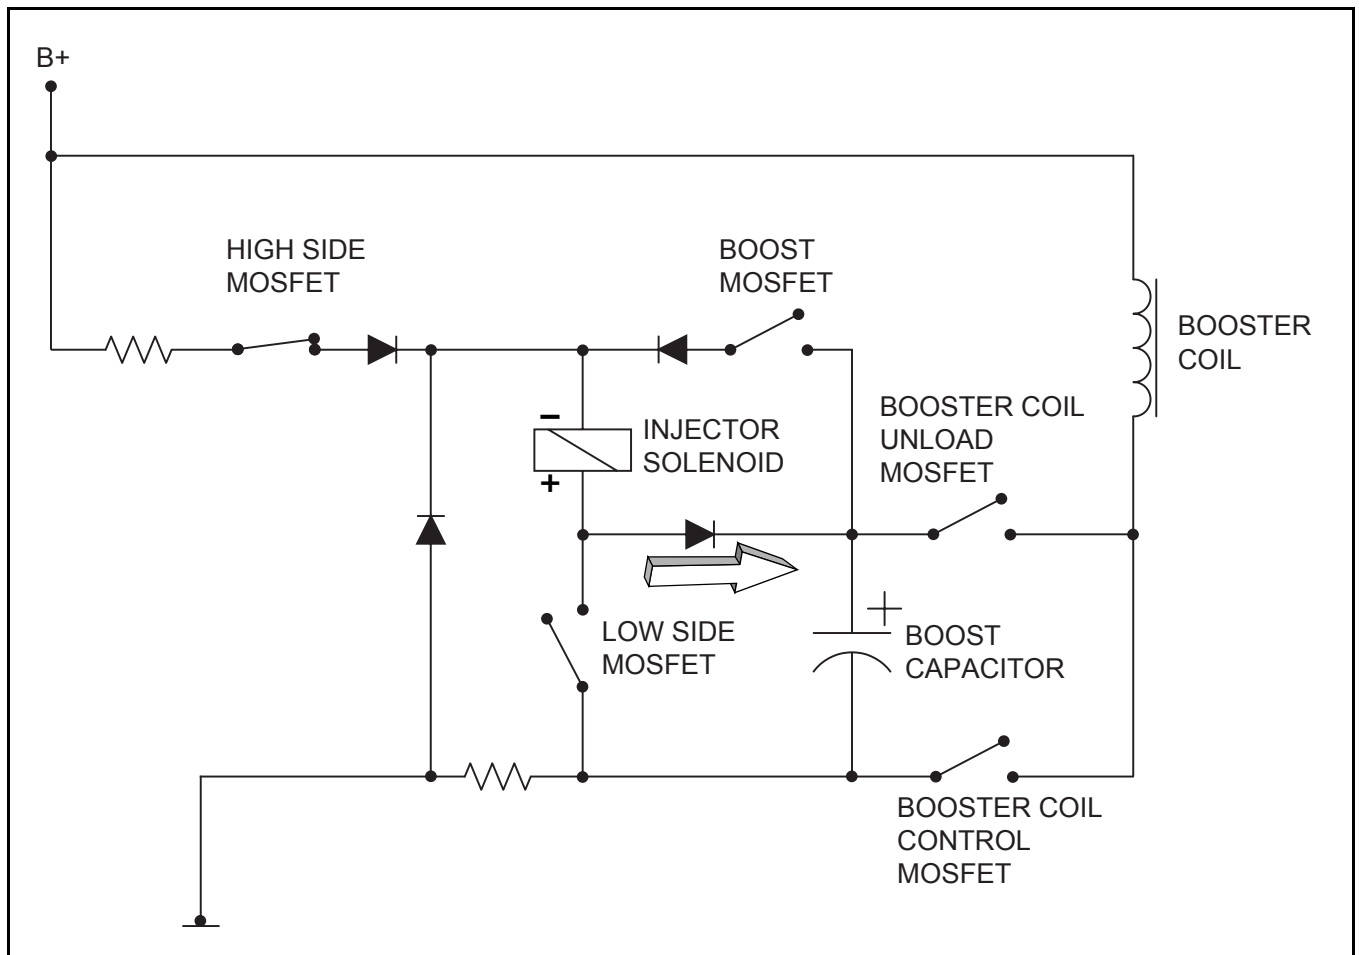 B+
HIGH SIDE
MOSFET
BOOST
MOSFET
BOOSTER
COIL
BOOSTER COIL
UNLOAD
MOSFET
−
INJECTOR
SOLENOID
+
+
LOW SIDE
MOSFET
BOOST
CAPACITOR
BOOSTER COIL
CONTROL
MOSFET